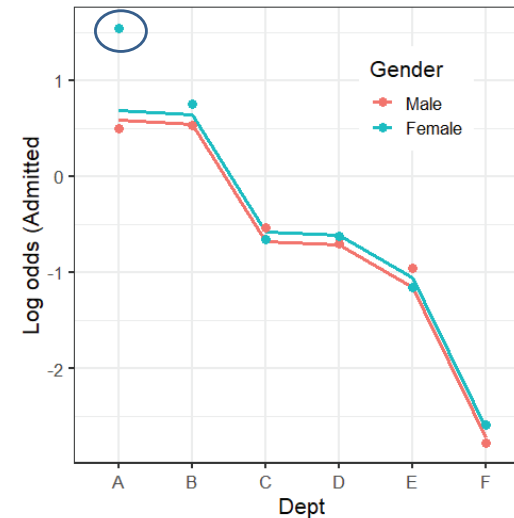 1
0
-1
-2
Log odds (Admitted
Gender
Male
Female
A B C D E F
Dept